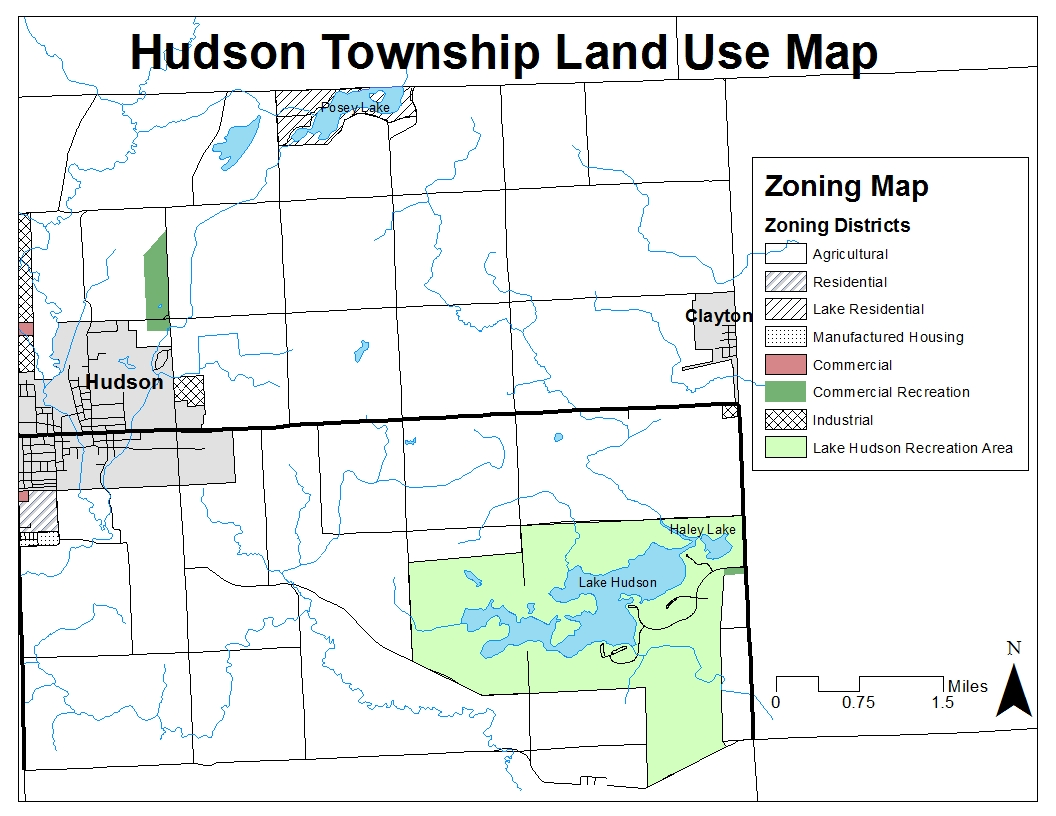 Hudson Township Land Use Map
Posey Lake
Zoning Map
Zoning Districts
Agricultural
Residential
Lake Residential
Manufactured Housing
Commercial
Commercial Recreation
Industrial
Lake Hudson Recreation Area
Clayton
Hudson
Haley Lake
Lake Hudson
N
Miles
0 0.75 1.5